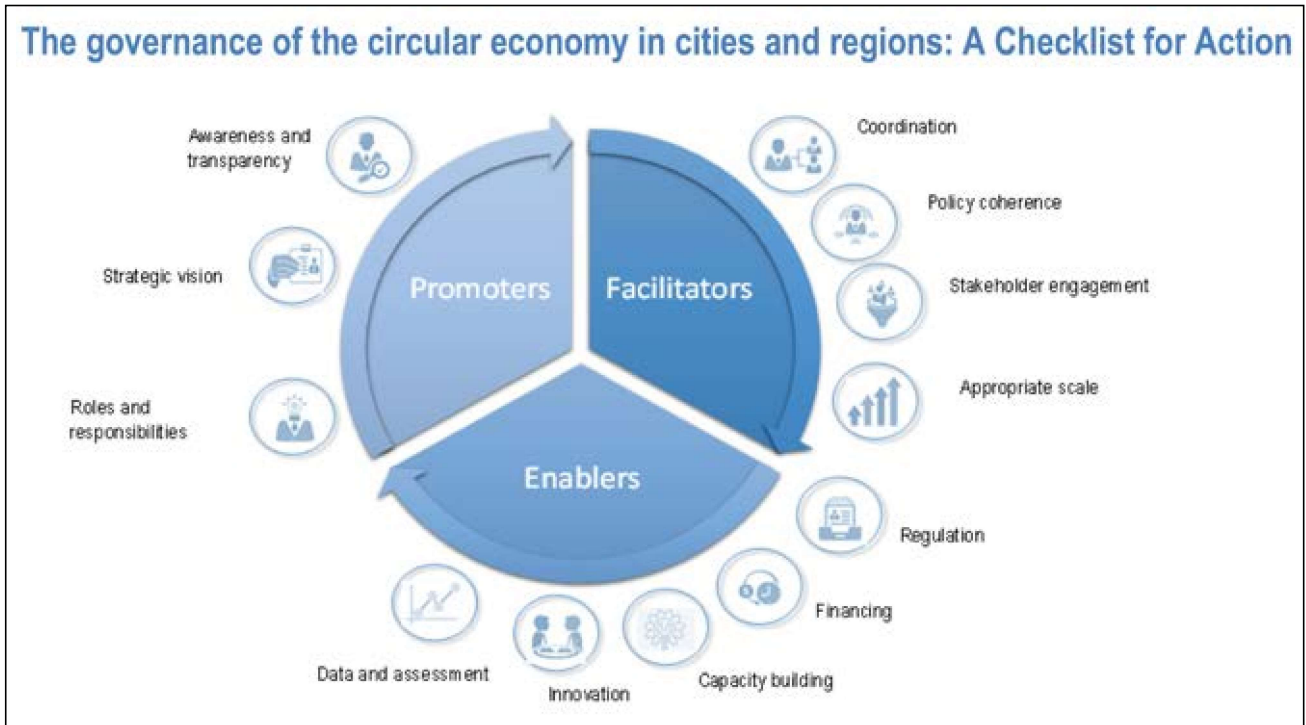 The governance of the circular economy in cities and regions: A Checklist for Action
Awareness and
transparency
Strategic vision
Roles and
responsibilities
Promoters
Facilitators
Enablers
Coordination
Policy coherence
Stakeholder engagement
Appropriate scale
Regulation
Financing
Capacity building
Innovation
Data and assessment